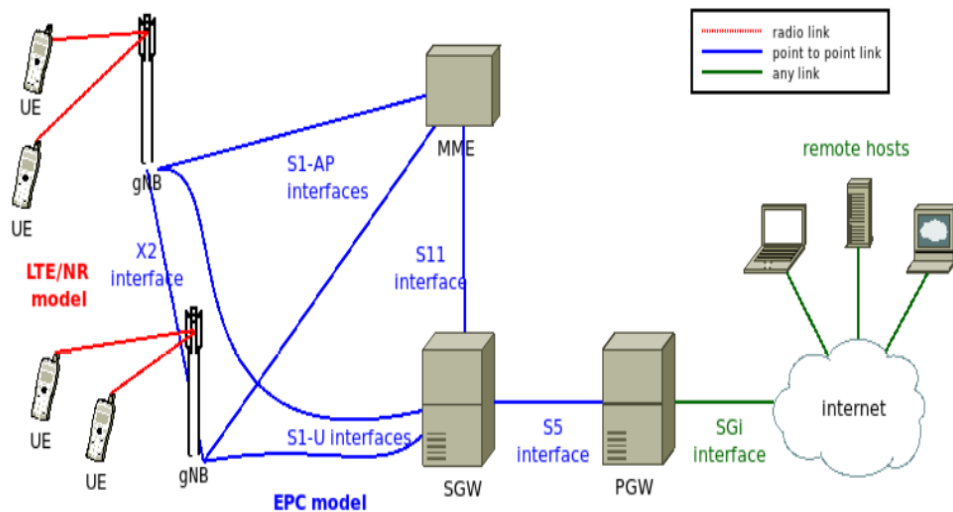 radio link
point to point link
any link
UE
UE
gNB
MME
S1-AP
interfaces
remote hosts
X2
interface
S11
interface
LTE/NR
model
UE
UE
gNB
S1-U interfaces
EPC model
SGW
S5
interface
PGW
SGi
interface
internet